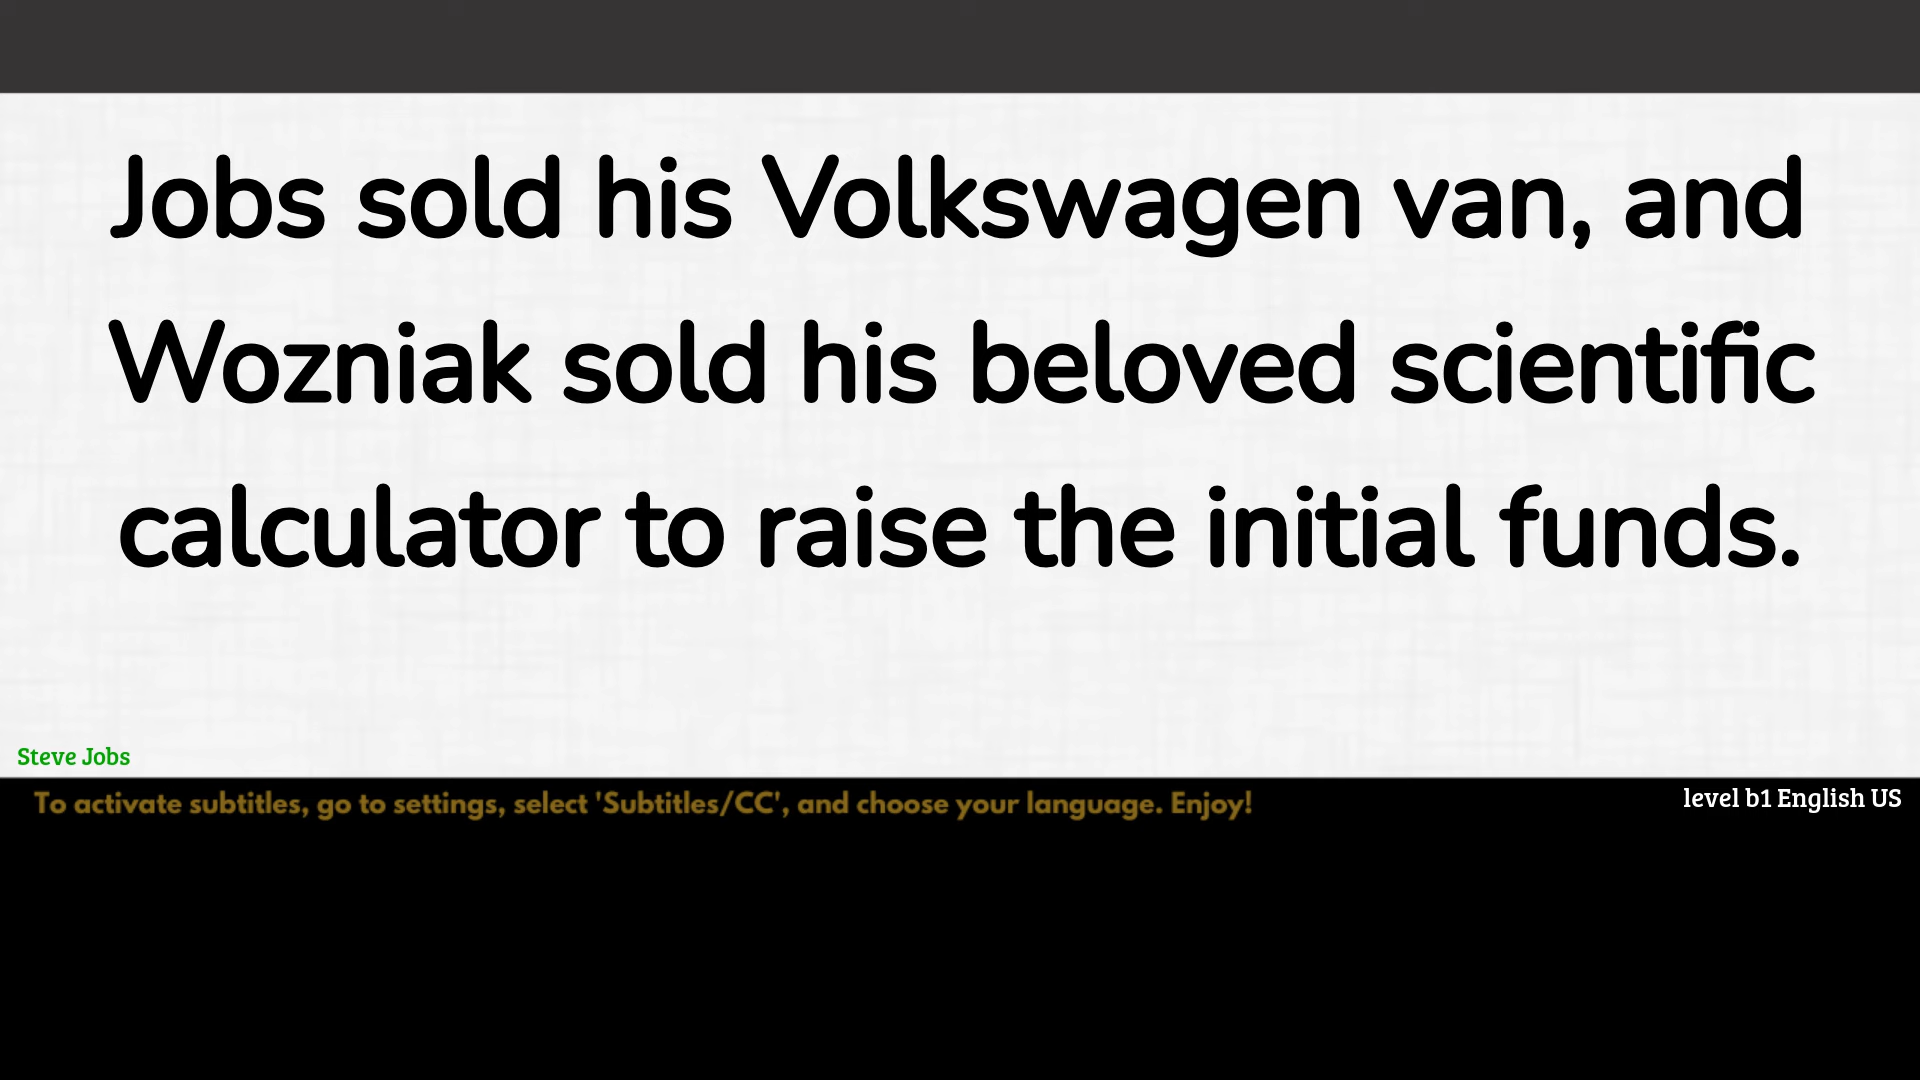 Jobs sold his Volkswagen van, and
Wozniak sold his beloved scientific
calculator to raise the initial funds.
Steve Jobs
To activate subtitles, go to settings, select 'Subtitles/CC', and choose your language. Enjoy!
level b1 English US